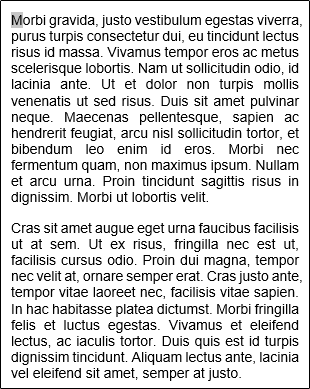 Morbi gravida, justo vestibulum egestas viverra,
purus turpis consectetur dui, eu tincidunt lectus
risus id massa. Vivamus tempor eros ac metus
scelerisque lobortis. Nam ut sollicitudin odio, id
lacinia ante. Ut et dolor non turpis mollis
venenatis ut sed risus. Duis sit amet pulvinar
neque. Maecenas pellentesque, sapien ac
hendrerit feugiat, arcu nisl sollicitudin tortor, et
bibendum leo enim id eros. Morbi nec
fermentum quam, non maximus ipsum. Nullam
et arcu urna. Proin tincidunt sagittis risus in
dignissim. Morbi ut lobortis velit.

Cras sit amet augue eget urna faucibus facilisis
ut at sem. Ut ex risus, fringilla nec est ut,
facilisis cursus odio. Proin dui magna, tempor
nec velit at, ornare semper erat. Cras justo ante,
tempor vitae laoreet nec, facilisis vitae sapien.
In hac habitasse platea dictumst. Morbi fringilla
felis et luctus egestas. Vivamus et eleifend
lectus, ac iaculis tortor. Duis quis est id turpis
dignissim tincidunt. Aliquam lectus ante, lacinia
vel eleifend sit amet, semper at justo.